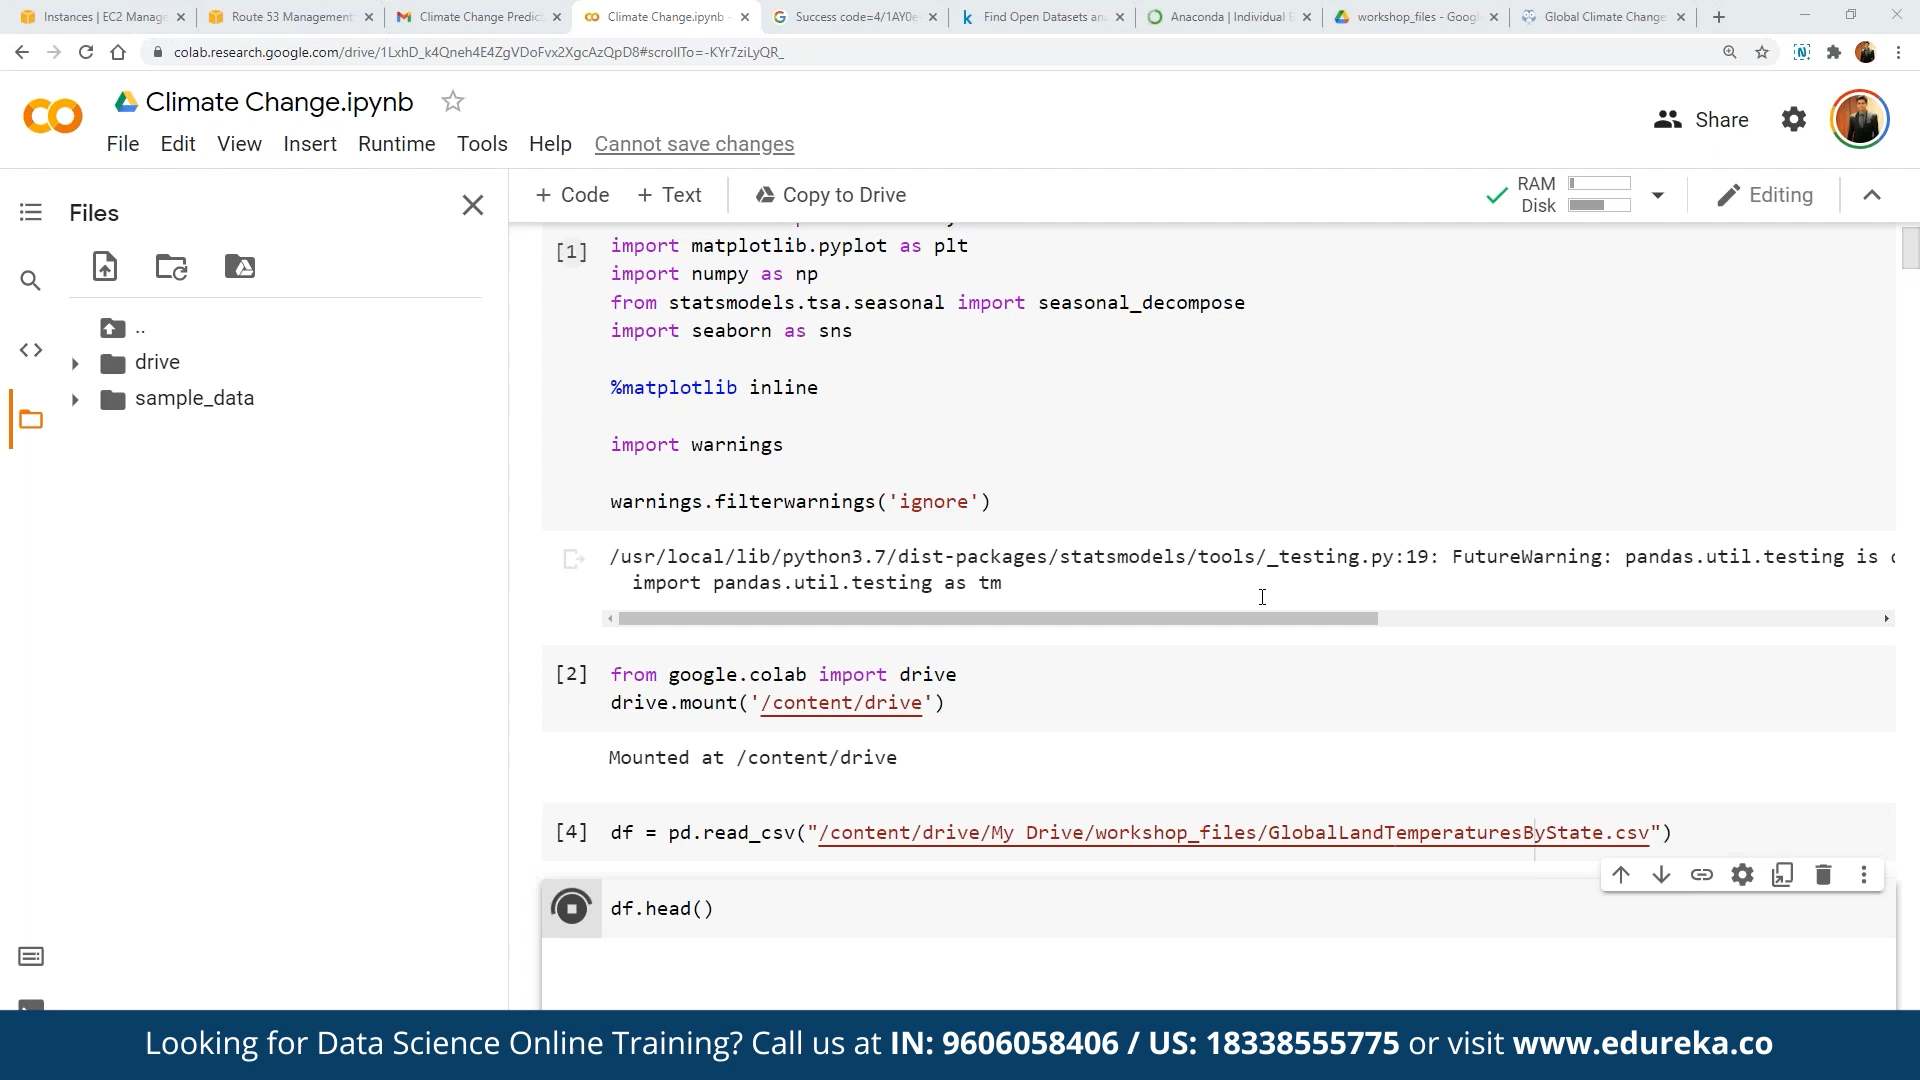 Instances | EC2 Manag
Route 53 Management
Climate Change Predic
Climate Change.ipynb -
Success code=4/1AY0e
Find Open Datasets an
Anaconda | Individual E
workshop_files - Googl
Global Climate Change
colab.research.google.com/drive/1LxhD_k4Qneh4E4ZgVDoFvx2XgcAzQpD8#scrollTo=-KYr7ziLyQR_
Climate Change.ipynb
Share
File Edit View Insert Runtime Tools Help Cannot save changes
Files
+ Code + Text Copy to Drive
RAM
Disk
Editing
..
drive
sample_data
[1] import matplotlib.pyplot as plt
import numpy as np
from statsmodels.tsa.seasonal import seasonal_decompose
import seaborn as sns
%matplotlib inline
import warnings
warnings.filterwarnings('ignore')
/usr/local/lib/python3.7/dist-packages/statsmodels/tools/_testing.py:19: FutureWarning: pandas.util.testing is
import pandas.util.testing as tm
[2] from google.colab import drive
drive.mount('/content/drive')
Mounted at /content/drive
[4] df = pd.read_csv("/content/drive/My Drive/workshop_files/GlobalLandTemperaturesByState.csv")
df.head()
Looking for Data Science Online Training? Call us at IN: 9606058406 / US: 18338555775 or visit www.edureka.co